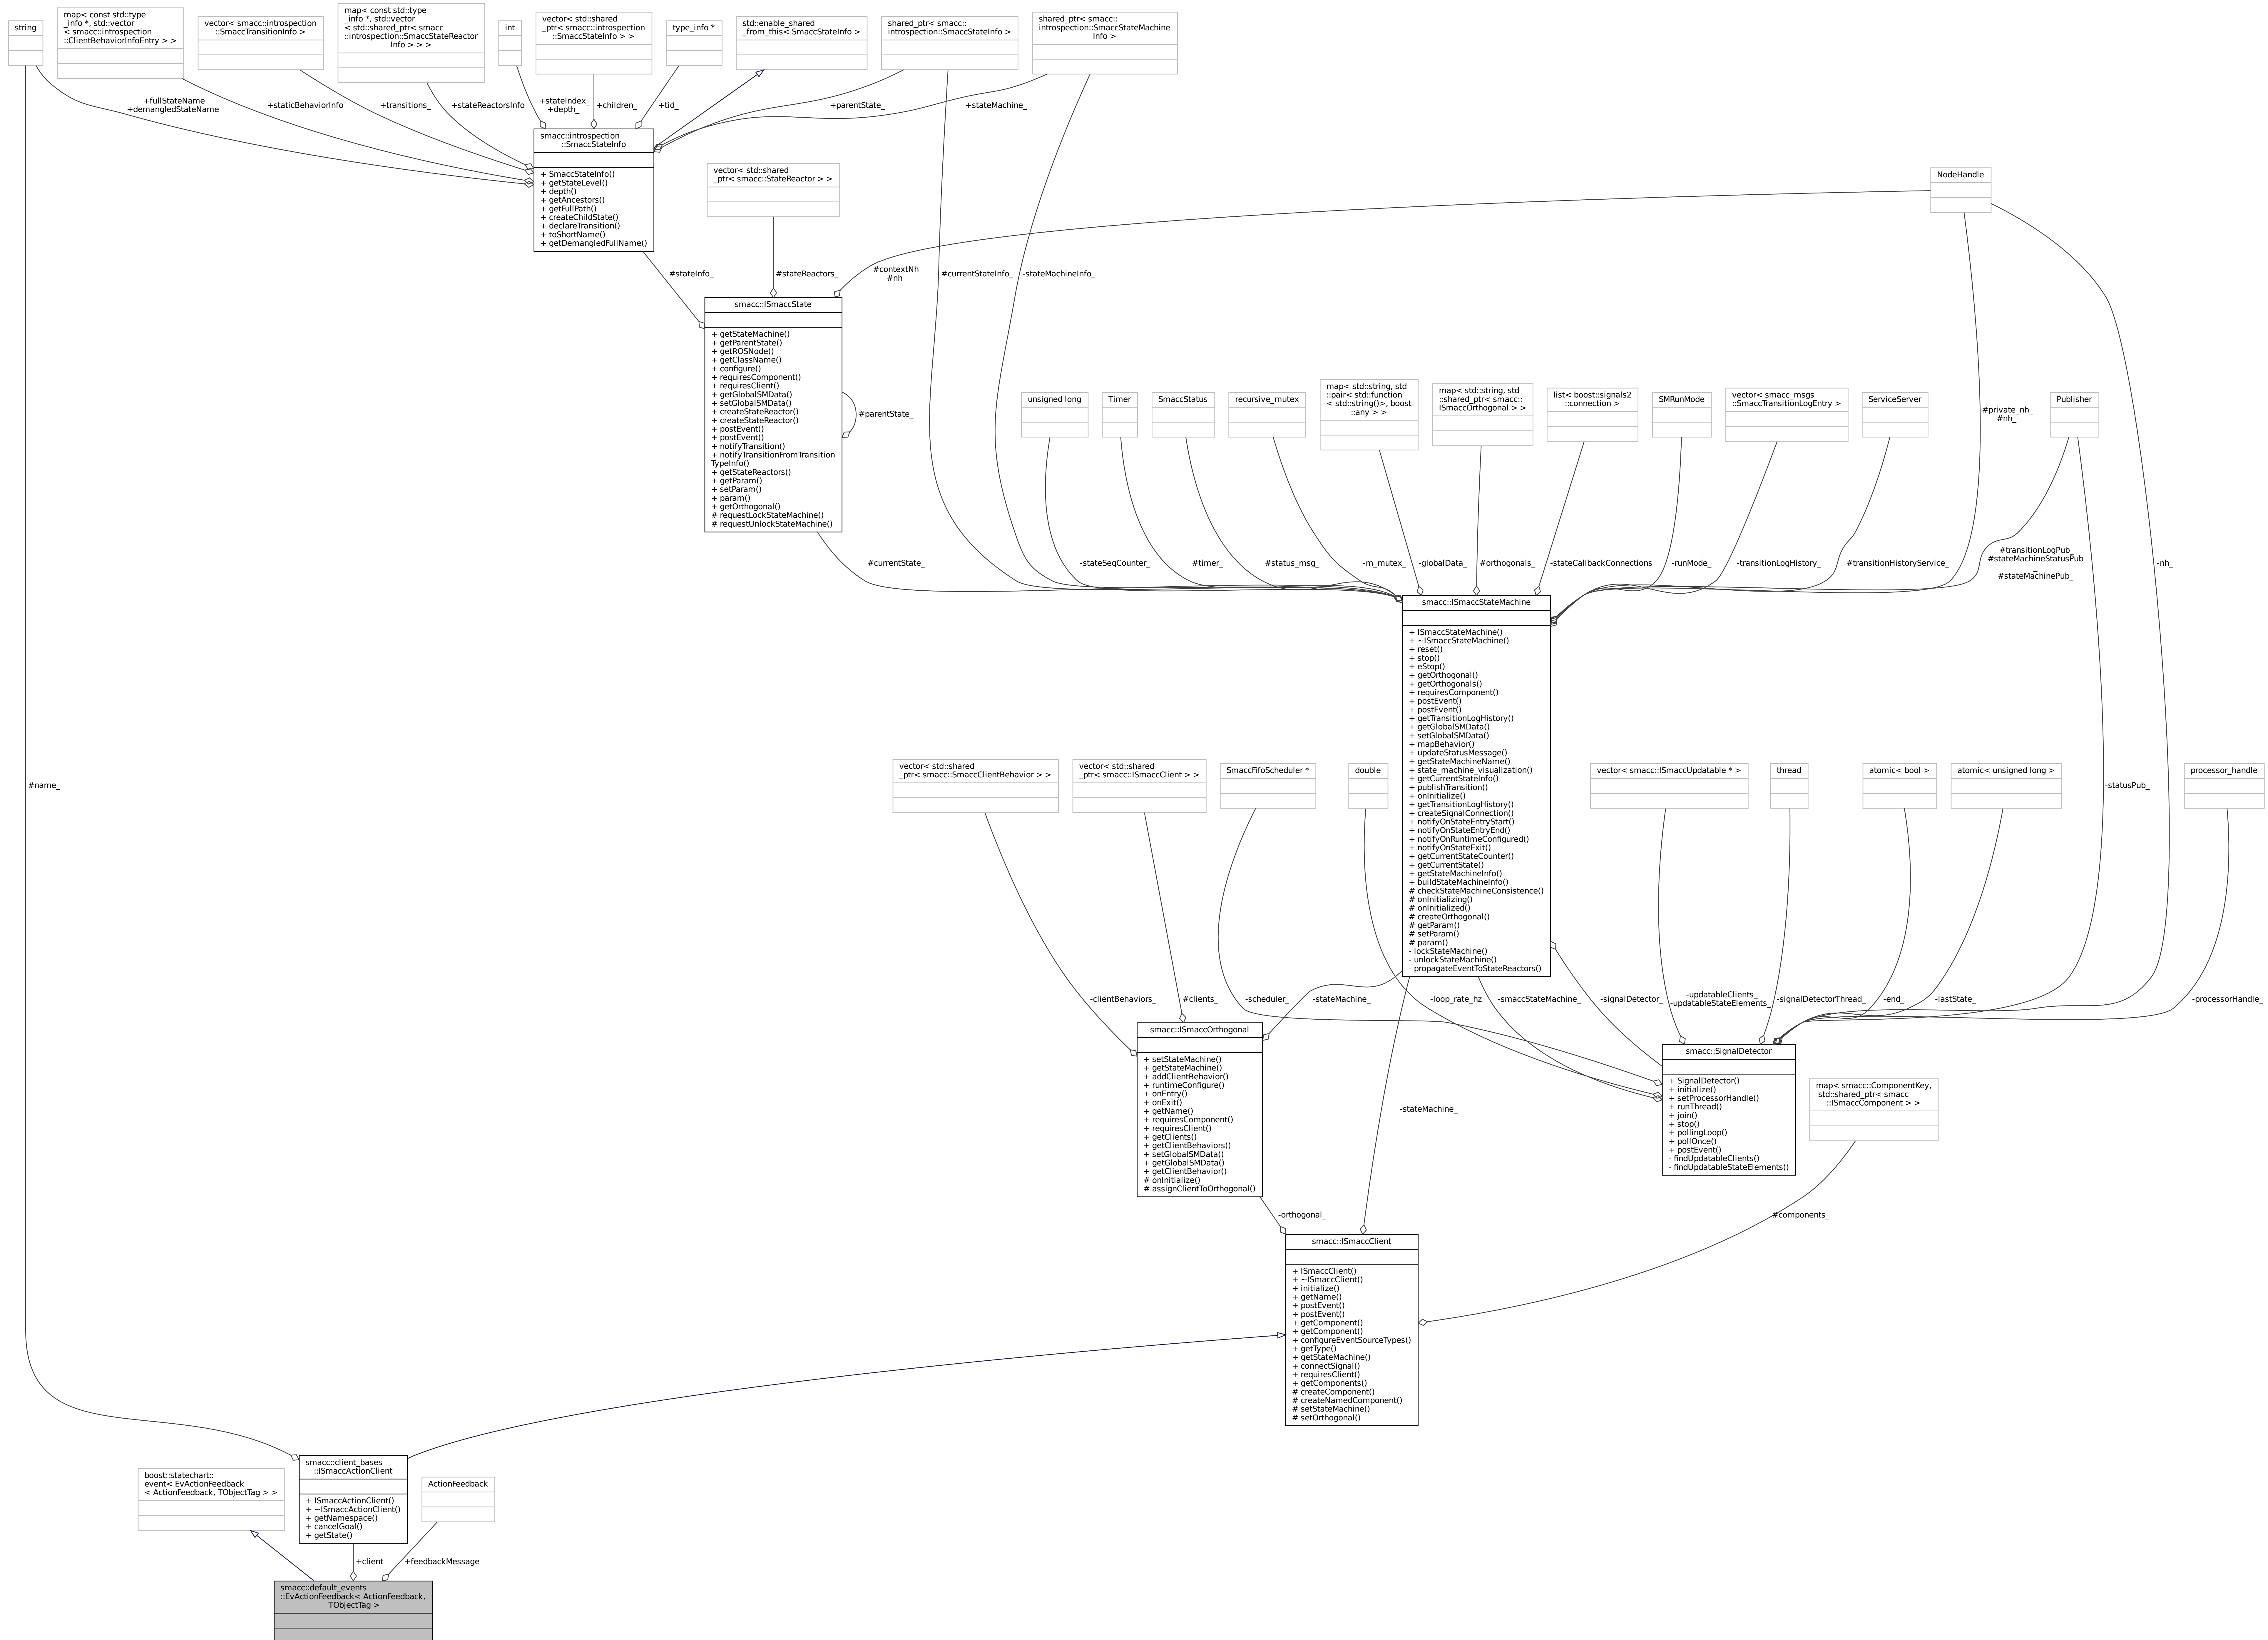 string
map< const std::type
_info *, std::vector
< smacc::introspection
::ClientBehaviorInfoEntry > >
vector< smacc::introspection
::SmaccTransitionInfo >
map< const std::type
_info *, std::vector
< std::shared_ptr< smacc
::introspection::SmaccStateReactor
Info > > >
int
vector< std::shared
_ptr< smacc::introspection
::SmaccStateInfo > >
type_info *
std::enable_shared
_from_this< SmaccStateInfo >
shared_ptr< smacc::
introspection::SmaccStateInfo >
shared_ptr< smacc::
introspection::SmaccStateMachine
Info >
+fullStateName
+demangledStateName
+staticBehaviorInfo
+transitions_
+stateReactorsInfo
+stateIndex_
+depth_
+children_
+tid_
+parentState_
+stateMachine_
smacc::introspection
::SmaccStateInfo
+ SmaccStateInfo()
+ getStateLevel()
+ depth()
+ getAncestors()
+ getFullPath()
+ createChildState()
+ declareTransition()
+ toShortName()
+ getDemangledFullName()
vector< std::shared
_ptr< smacc::StateReactor > >
NodeHandle
#stateInfo_
#stateReactors_
#contextNh
#nh
#currentStateInfo_
-stateMachineInfo_
smacc::ISmaccState
+ getStateMachine()
+ getParentState()
+ getROSNode()
+ getClassName()
+ configure()
+ requiresComponent()
+ requiresClient()
+ getGlobalSMData()
+ setGlobalSMData()
+ createStateReactor()
+ createStateReactor()
+ postEvent()
+ postEvent()
+ notifyTransition()
+ notifyTransitionFromTransition
TypeInfo()
+ getStateReactors()
+ getParam()
+ setParam()
+ param()
+ getOrthogonal()
# requestLockStateMachine()
# requestUnlockStateMachine()
#parentState_
unsigned long
Timer
SmaccStatus
recursive_mutex
map< std::string, std
::pair< std::function
< std::string()>, boost
::any > >
map< std::string, std
::shared_ptr< smacc::
ISmaccOrthogonal > >
list< boost::signals2
::connection >
SMRunMode
vector< smacc_msgs
::SmaccTransitionLogEntry >
ServiceServer
#private_nh_
#nh_
Publisher
#currentState_
-stateSeqCounter_
#timer_
#status_msg_
-m_mutex_
-globalData_
#orthogonals_
-stateCallbackConnections
-runMode_
-transitionLogHistory_
#transitionHistoryService_
#transitionLogPub_
#stateMachineStatusPub
_
#stateMachinePub_
-nh_
smacc::ISmaccStateMachine
+ ISmaccStateMachine()
+ ~ISmaccStateMachine()
+ reset()
+ stop()
+ eStop()
+ getOrthogonal()
+ getOrthogonals()
+ requiresComponent()
+ postEvent()
+ postEvent()
+ getTransitionLogHistory()
+ getGlobalSMData()
+ setGlobalSMData()
+ mapBehavior()
+ updateStatusMessage()
+ getStateMachineName()
+ state_machine_visualization()
+ getCurrentStateInfo()
+ publishTransition()
+ onInitialize()
+ getTransitionLogHistory()
+ createSignalConnection()
+ notifyOnStateEntryStart()
+ notifyOnStateEntryEnd()
+ notifyOnRuntimeConfigured()
+ notifyOnStateExit()
+ getCurrentStateCounter()
+ getCurrentState()
+ getStateMachineInfo()
+ buildStateMachineInfo()
# checkStateMachineConsistence()
# onInitializing()
# onInitialized()
# createOrthogonal()
# getParam()
# setParam()
# param()
- lockStateMachine()
- unlockStateMachine()
- propagateEventToStateReactors()
#name_
vector< std::shared
_ptr< smacc::SmaccClientBehavior > >
vector< std::shared
_ptr< smacc::ISmaccClient > >
SmaccFifoScheduler *
double
vector< smacc::ISmaccUpdatable * >
thread
atomic< bool >
atomic< unsigned long >
-statusPub_
processor_handle
-clientBehaviors_
#clients_
-scheduler_
-stateMachine_
-loop_rate_hz
-smaccStateMachine_
-signalDetector_
-updatableClients_
-updatableStateElements_
-signalDetectorThread_
-end_
-lastState_
-processorHandle_
smacc::ISmaccOrthogonal
+ setStateMachine()
+ getStateMachine()
+ addClientBehavior()
+ runtimeConfigure()
+ onEntry()
+ onExit()
+ getName()
+ requiresComponent()
+ requiresClient()
+ getClients()
+ getClientBehaviors()
+ setGlobalSMData()
+ getGlobalSMData()
+ getClientBehavior()
# onInitialize()
# assignClientToOrthogonal()
smacc::SignalDetector
+ SignalDetector()
+ initialize()
+ setProcessorHandle()
+ runThread()
+ join()
+ stop()
+ pollingLoop()
+ pollOnce()
+ postEvent()
- findUpdatableClients()
- findUpdatableStateElements()
map< smacc::ComponentKey,
std::shared_ptr< smacc
::ISmaccComponent > >
-stateMachine_
-orthogonal_
#components_
smacc::ISmaccClient
+ ISmaccClient()
+ ~ISmaccClient()
+ initialize()
+ getName()
+ postEvent()
+ postEvent()
+ getComponent()
+ getComponent()
+ configureEventSourceTypes()
+ getType()
+ getStateMachine()
+ connectSignal()
+ requiresClient()
+ getComponents()
# createComponent()
# createNamedComponent()
# setStateMachine()
# setOrthogonal()
boost::statechart::
event< EvActionFeedback
< ActionFeedback, TObjectTag > >
smacc::client_bases
::ISmaccActionClient
+ ISmaccActionClient()
+ ~ISmaccActionClient()
+ getNamespace()
+ cancelGoal()
+ getState()
ActionFeedback
+client
+feedbackMessage
smacc::default_events
::EvActionFeedback< ActionFeedback,
TObjectTag >